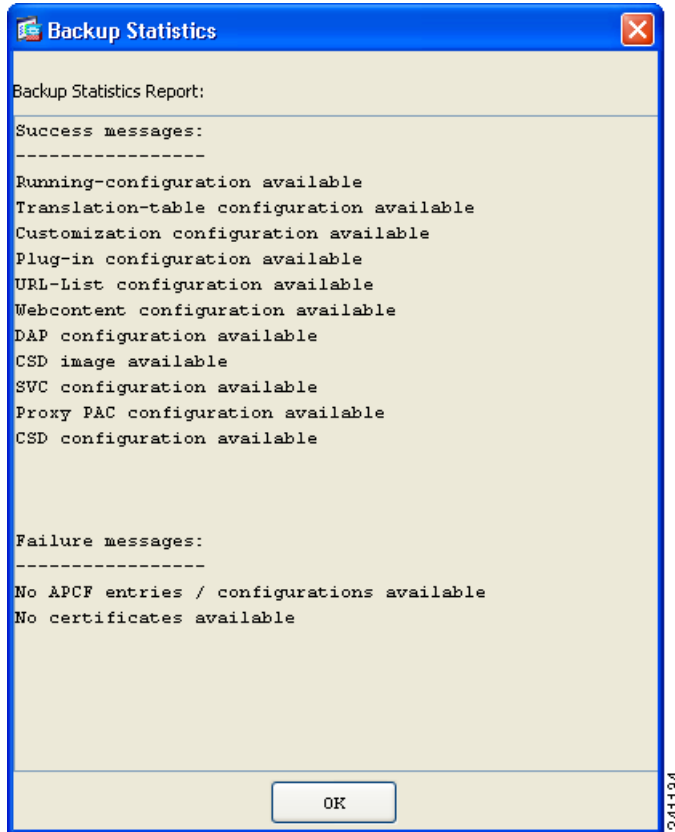 Backup Statistics
Backup Statistics Report:
Success messages:
-----------------
Running-configuration available
Translation-table configuration available
Customization configuration available
Plug-in configuration available
URL-List configuration available
Webcontent configuration available
DAP configuration available
CSD image available
SVC configuration available
Proxy PAC configuration available
CSD configuration available
Failure messages:
-----------------
No APCF entries / configurations available
No certificates available
OK